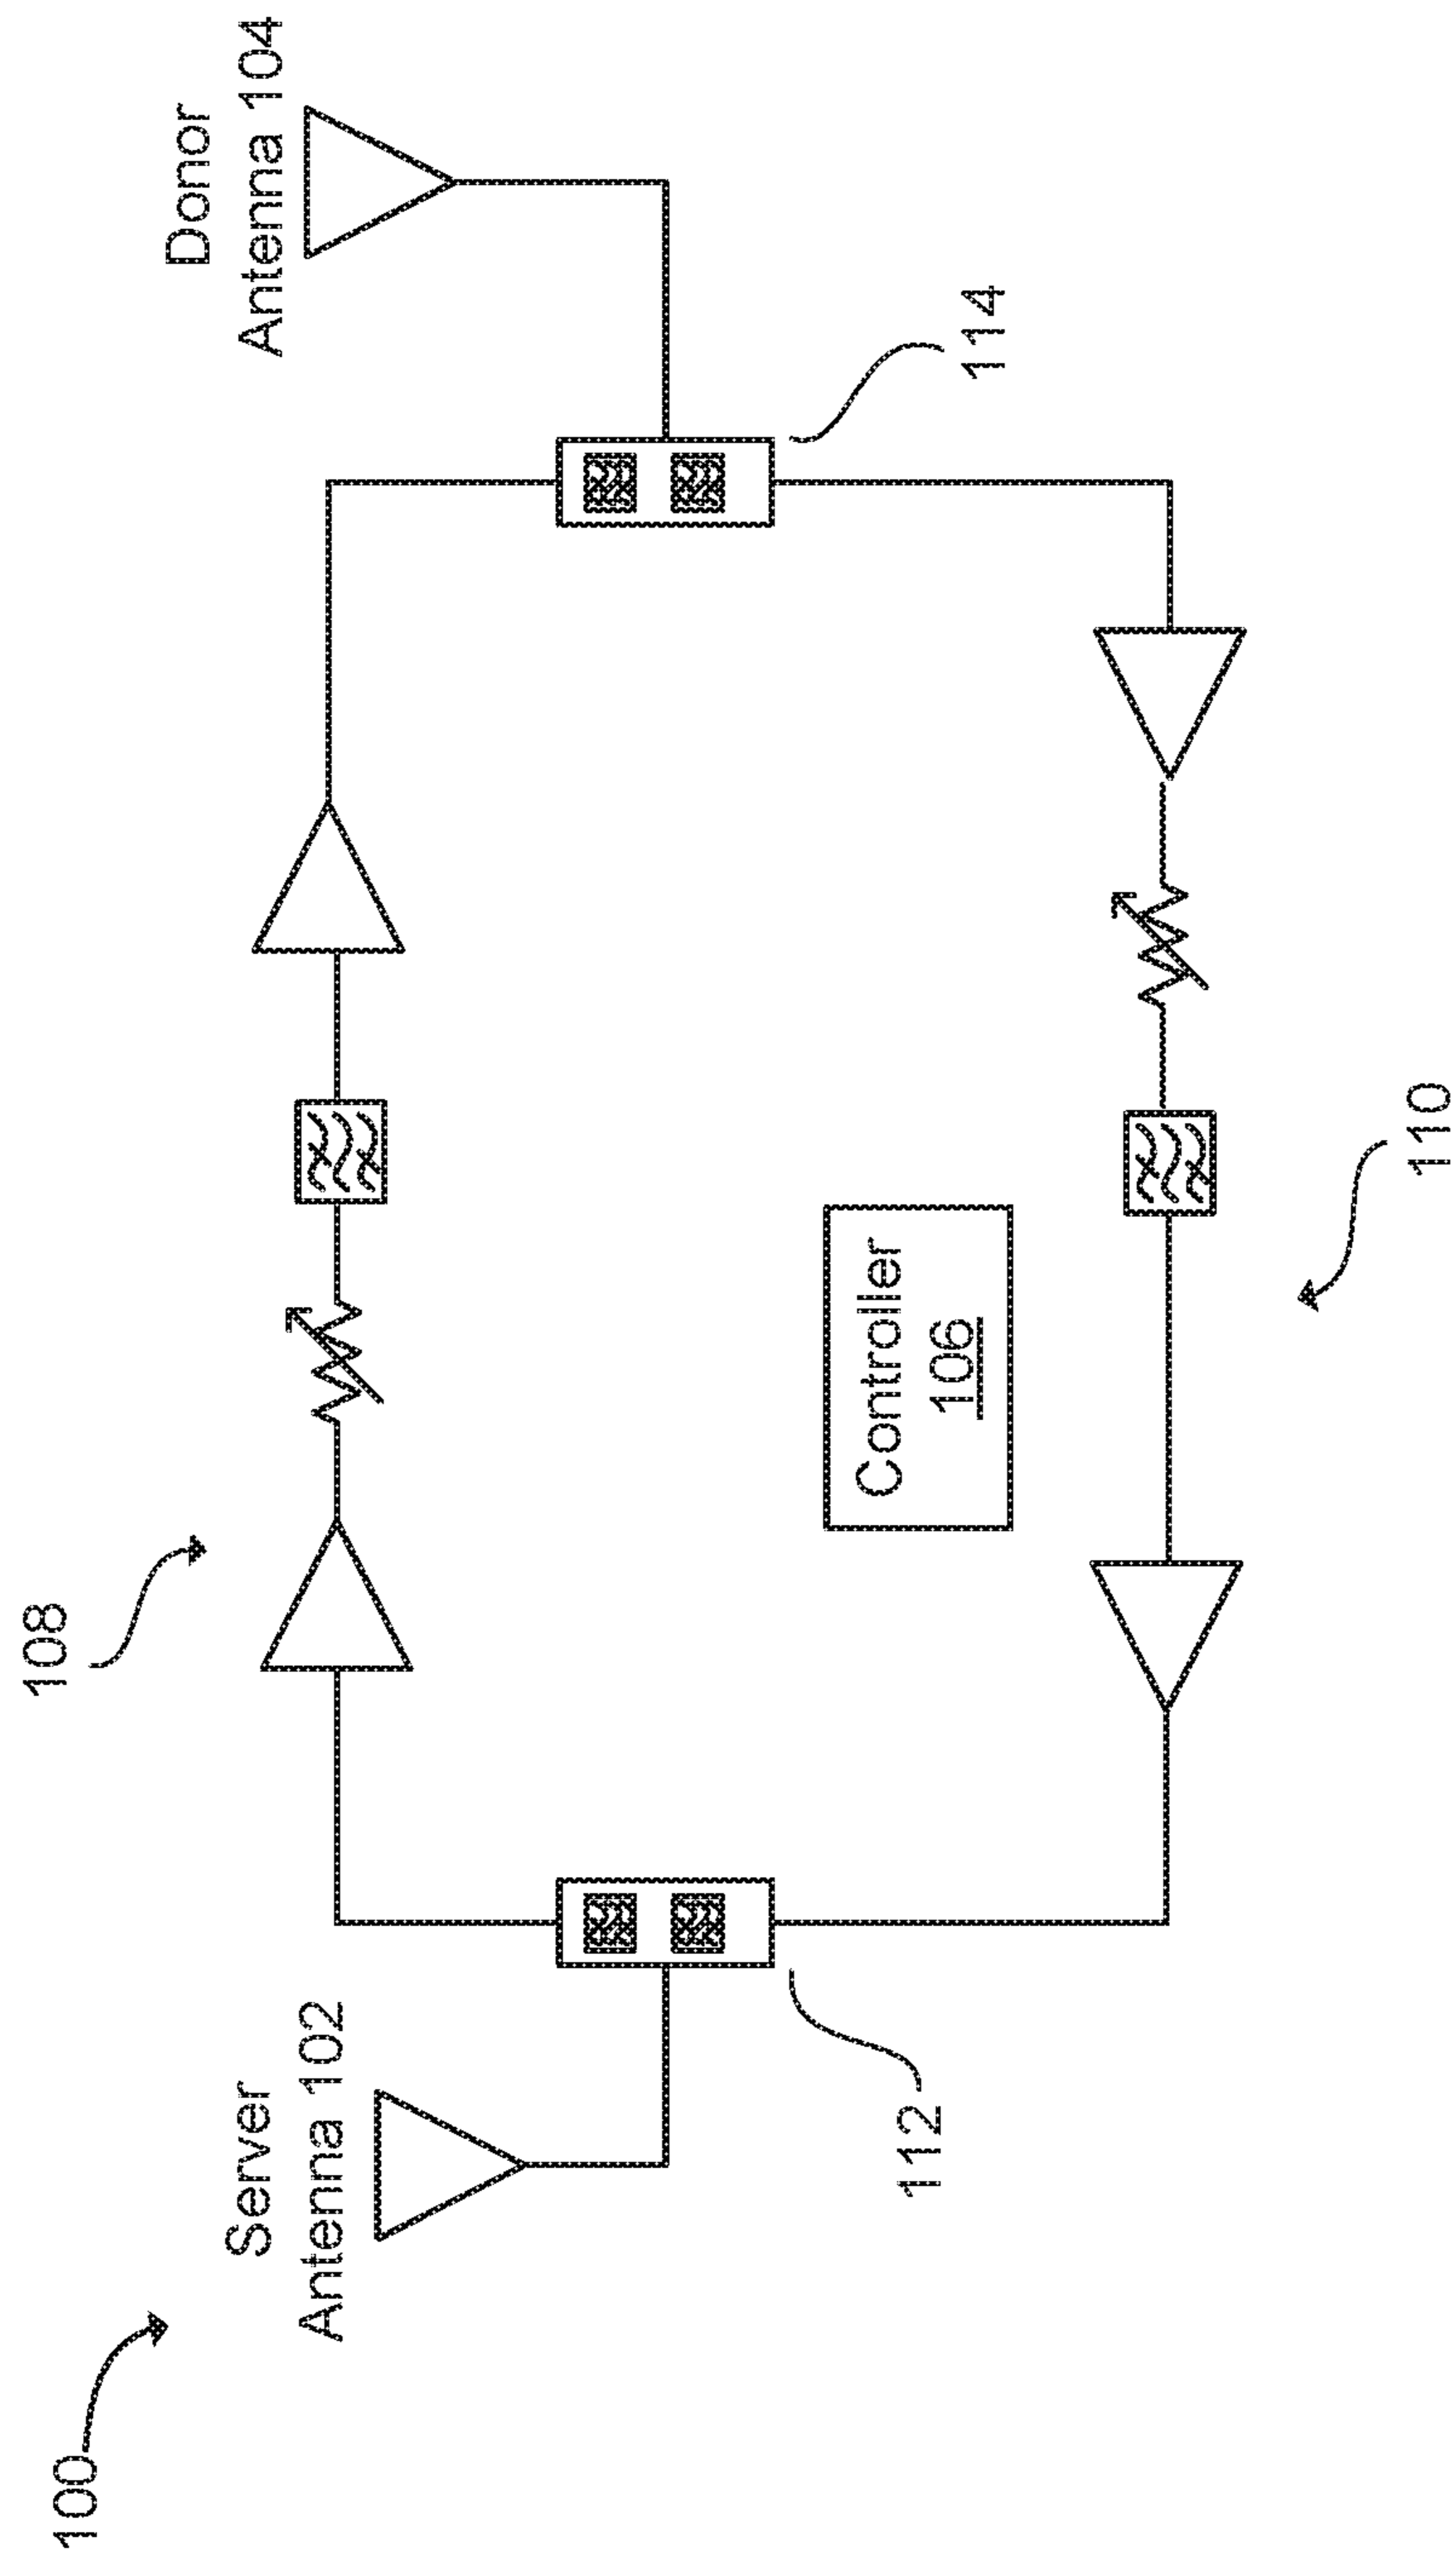 100
108
Server
Antenna 102
Donor
Antenna 104
112
Controller
106
114
110